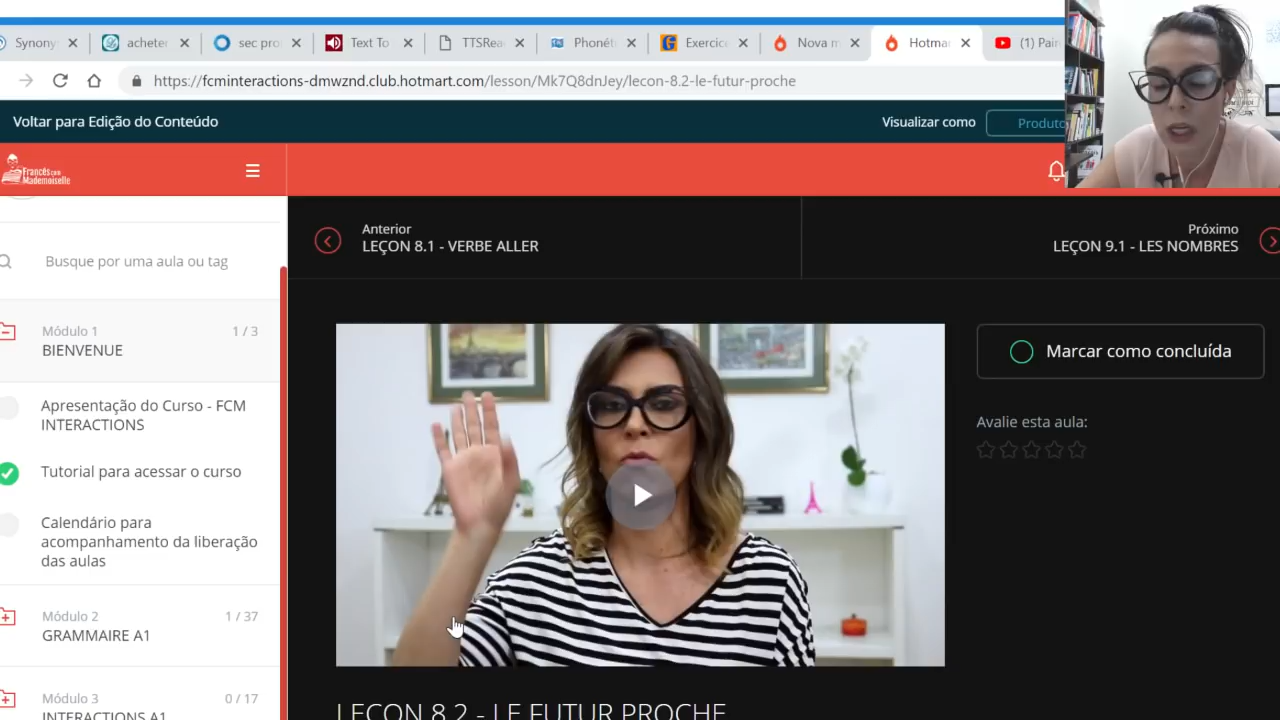 Synony
acheter
sec pro
Text To
TTSRea
Phonéti
Exercic
Nova m
Hotmar
(1) Pair
https://fcminteractions-dmwznd.club.hotmart.com/lesson/Mk7Q8dnJey/lecon-8.2-le-futur-proche
Voltar para Edição do Conteúdo
Visualizar como
Produto
Francês com
Mademoiselle
Anterior
LEÇON 8.1 - VERBE ALLER
Próximo
LEÇON 9.1 - LES NOMBRES
Busque por uma aula ou tag
Módulo 1 1 / 3
BIENVENUE
Apresentação do Curso - FCM
INTERACTIONS
Tutorial para acessar o curso
Calendário para
acompanhamento da liberação
das aulas
Módulo 2 1 / 37
GRAMMAIRE A1
Módulo 3 0 / 17
INTERACTIONS A1
Marcar como concluída
Avalie esta aula:
LEÇON 8.2 - LE FUTUR PROCHE